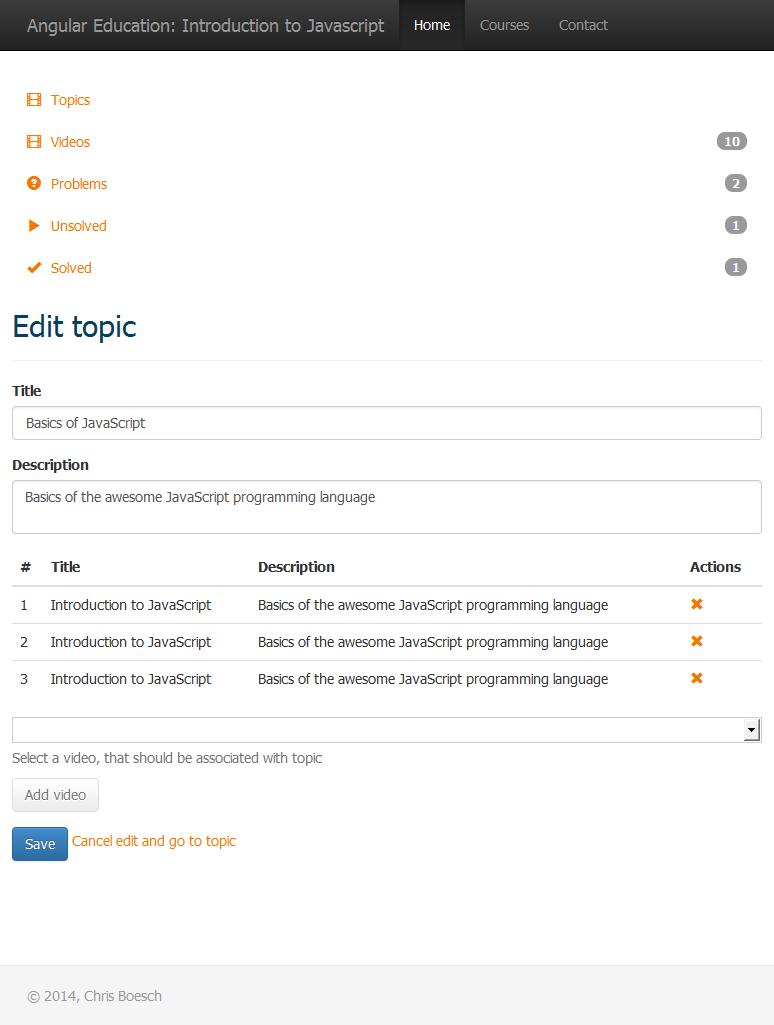 Angular Education: Introduction to Javascript Home Courses Contact
Topics
Videos 10
Problems 2
Unsolved 1
Solved 1
Edit topic
Title
Basics of JavaScript
Description
Basics of the awesome JavaScript programming language
# Title Description Actions
1 Introduction to JavaScript Basics of the awesome JavaScript programming language
2 Introduction to JavaScript Basics of the awesome JavaScript programming language
3 Introduction to JavaScript Basics of the awesome JavaScript programming language
Select a video, that should be associated with topic
Add video
Save Cancel edit and go to topic
© 2014, Chris Boesch